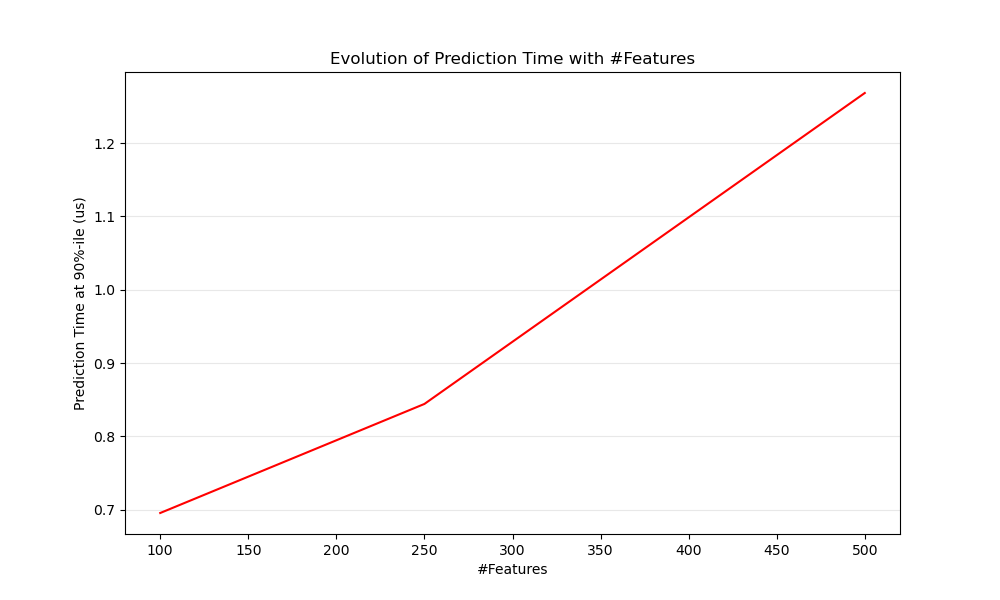 Evolution of Prediction Time with #Features
Prediction Time at 90%-ile (us)
1.2
1.1
1.0
0.9
0.8
0.7
100 150 200 250 300 350 400 450 500
#Features